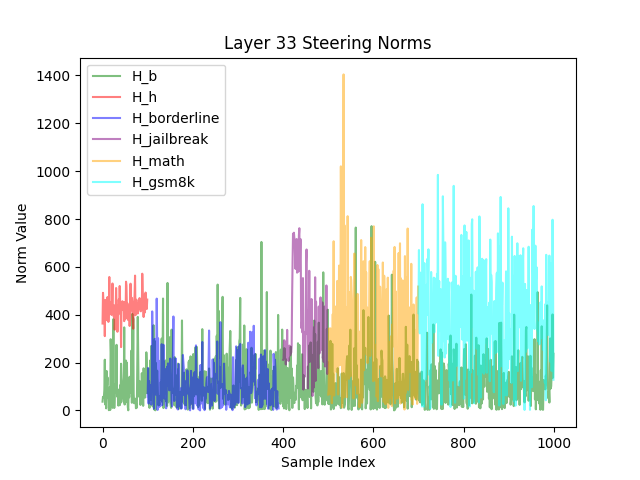 Layer 33 Steering Norms
1400
1200
1000
800
600
400
200
0
Norm Value
H_b
H_h
H_borderline
H_jailbreak
H_math
H_gsm8k
0
200
400
600
800
1000
Sample Index